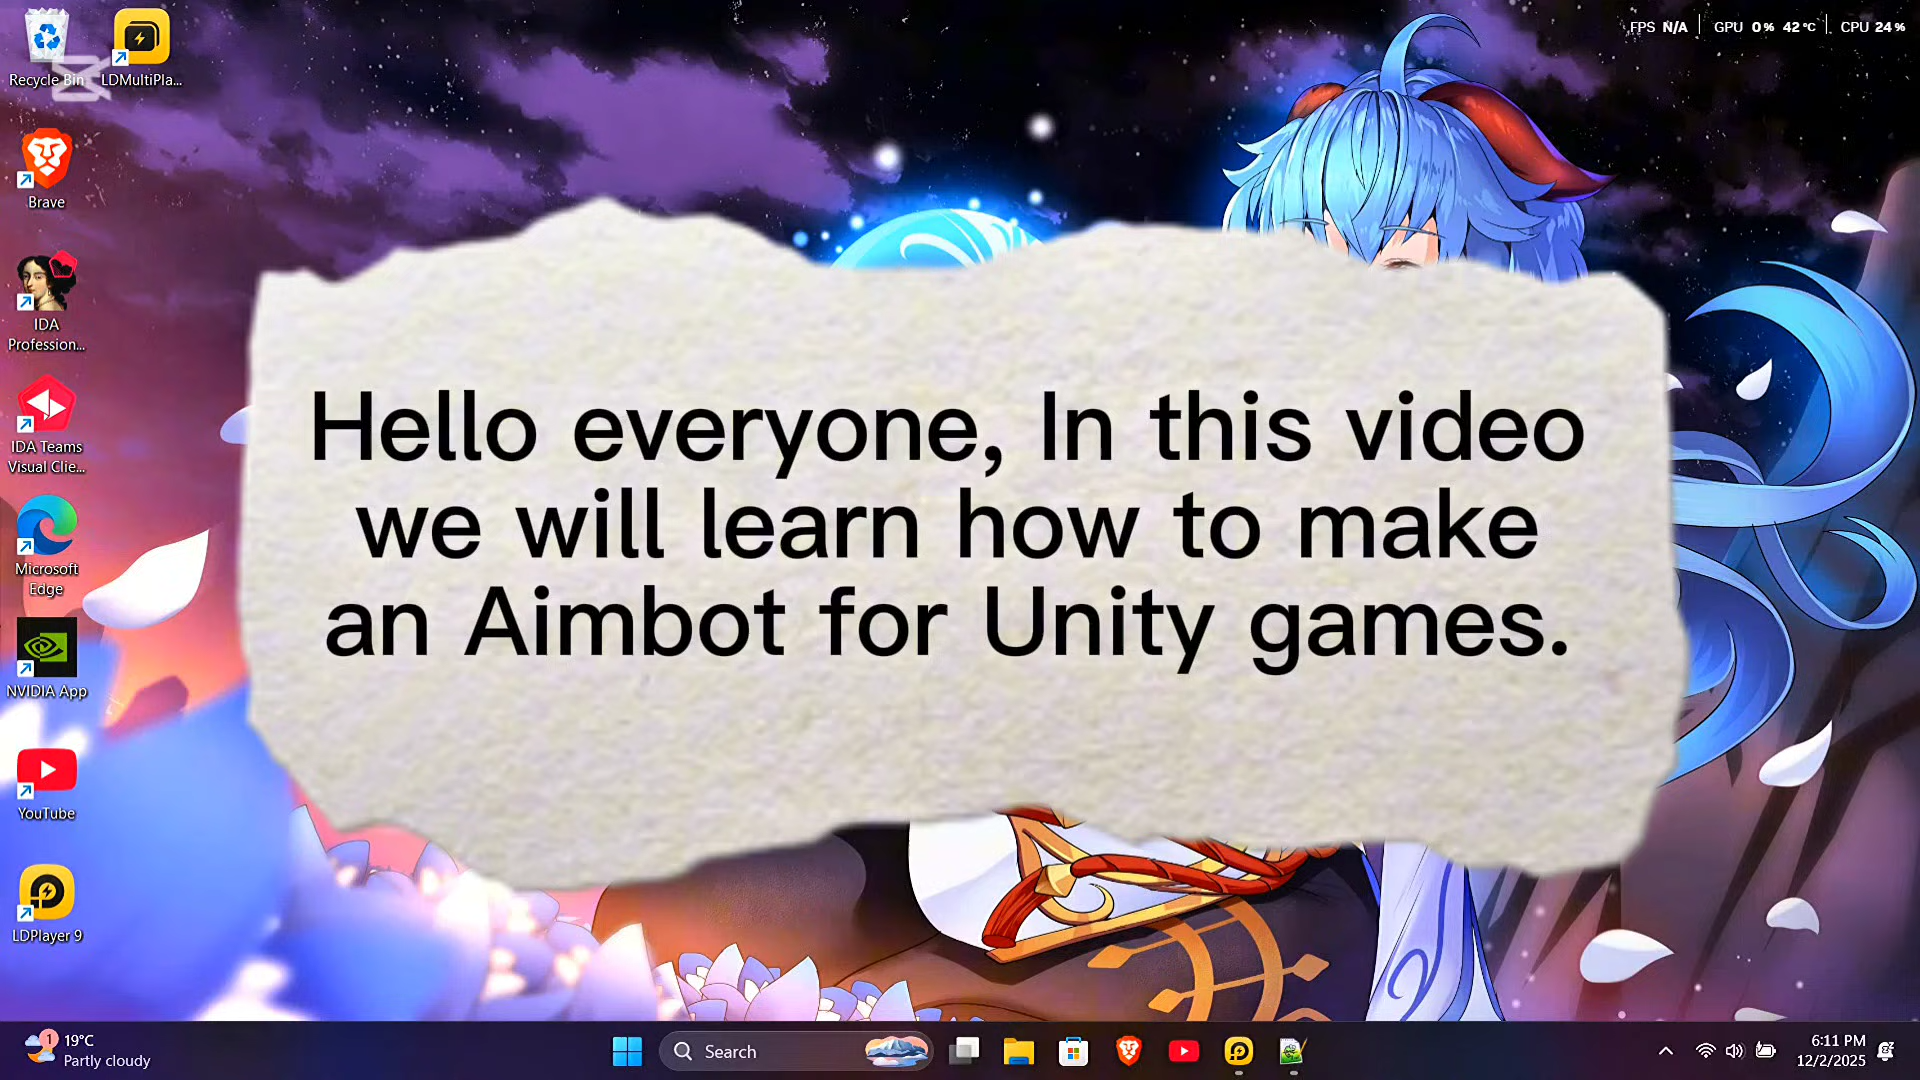 FPS N/A GPU 0% 42°C CPU 24%
Recycle Bin
LDMultiPla...
Brave
IDA
Profession...
IDA Teams
Visual Clie...
Microsoft
Edge
NVIDIA App
YouTube
LDPlayer 9
Hello everyone, In this video
we will learn how to make
an Aimbot for Unity games.
1
19°C
Partly cloudy
Search
6:11 PM
12/2/2025